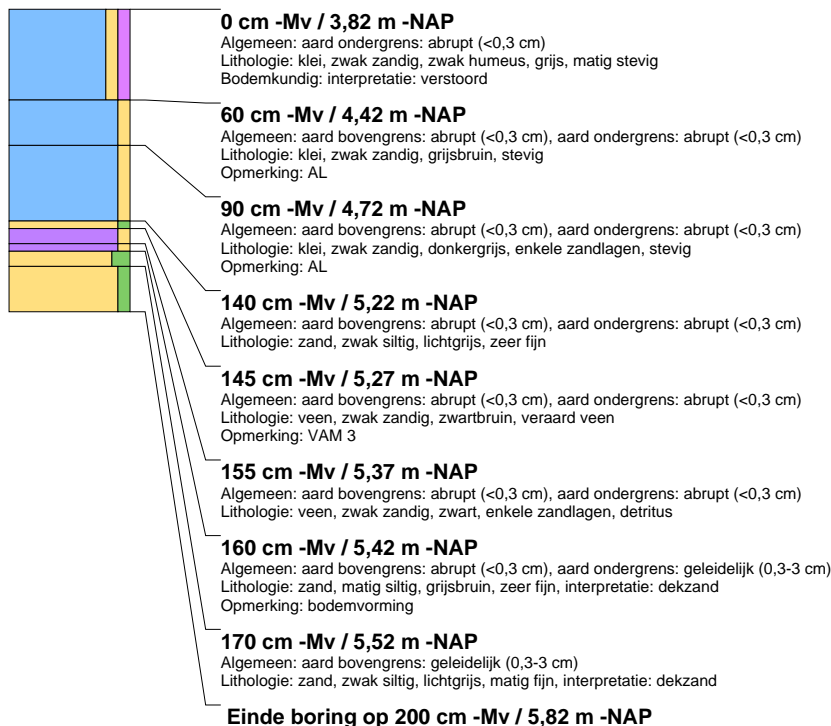 0 cm -Mv / 3,82 m -NAP
Algemeen: aard ondergrens: abrupt (<0,3 cm)
Lithologie: klei, zwak zandig, zwak humeus, grijs, matig stevig
Bodemkundig: interpretatie: verstoord
60 cm -Mv / 4,42 m -NAP
Algemeen: aard bovengrens: abrupt (<0,3 cm), aard ondergrens: abrupt (<0,3 cm)
Lithologie: klei, zwak zandig, grijsbruin, stevig
Opmerking: AL
90 cm -Mv / 4,72 m -NAP
Algemeen: aard bovengrens: abrupt (<0,3 cm), aard ondergrens: abrupt (<0,3 cm)
Lithologie: klei, zwak zandig, donkergrijs, enkele zandlagen, stevig
Opmerking: AL
140 cm -Mv / 5,22 m -NAP
Algemeen: aard bovengrens: abrupt (<0,3 cm), aard ondergrens: abrupt (<0,3 cm)
Lithologie: zand, zwak siltig, lichtgrijs, zeer fijn
145 cm -Mv / 5,27 m -NAP
Algemeen: aard bovengrens: abrupt (<0,3 cm), aard ondergrens: abrupt (<0,3 cm)
Lithologie: veen, zwak zandig, zwartbruin, veraard veen
Opmerking: VAM 3
155 cm -Mv / 5,37 m -NAP
Algemeen: aard bovengrens: abrupt (<0,3 cm), aard ondergrens: abrupt (<0,3 cm)
Lithologie: veen, zwak zandig, zwart, enkele zandlagen, detritus
160 cm -Mv / 5,42 m -NAP
Algemeen: aard bovengrens: abrupt (<0,3 cm), aard ondergrens: geleidelijk (0,3-3 cm)
Lithologie: zand, matig siltig, grijsbruin, zeer fijn, interpretatie: dekzand
Opmerking: bodemvorming
170 cm -Mv / 5,52 m -NAP
Algemeen: aard bovengrens: geleidelijk (0,3-3 cm)
Lithologie: zand, zwak siltig, lichtgrijs, matig fijn, interpretatie: dekzand
Einde boring op 200 cm -Mv / 5,82 m -NAP